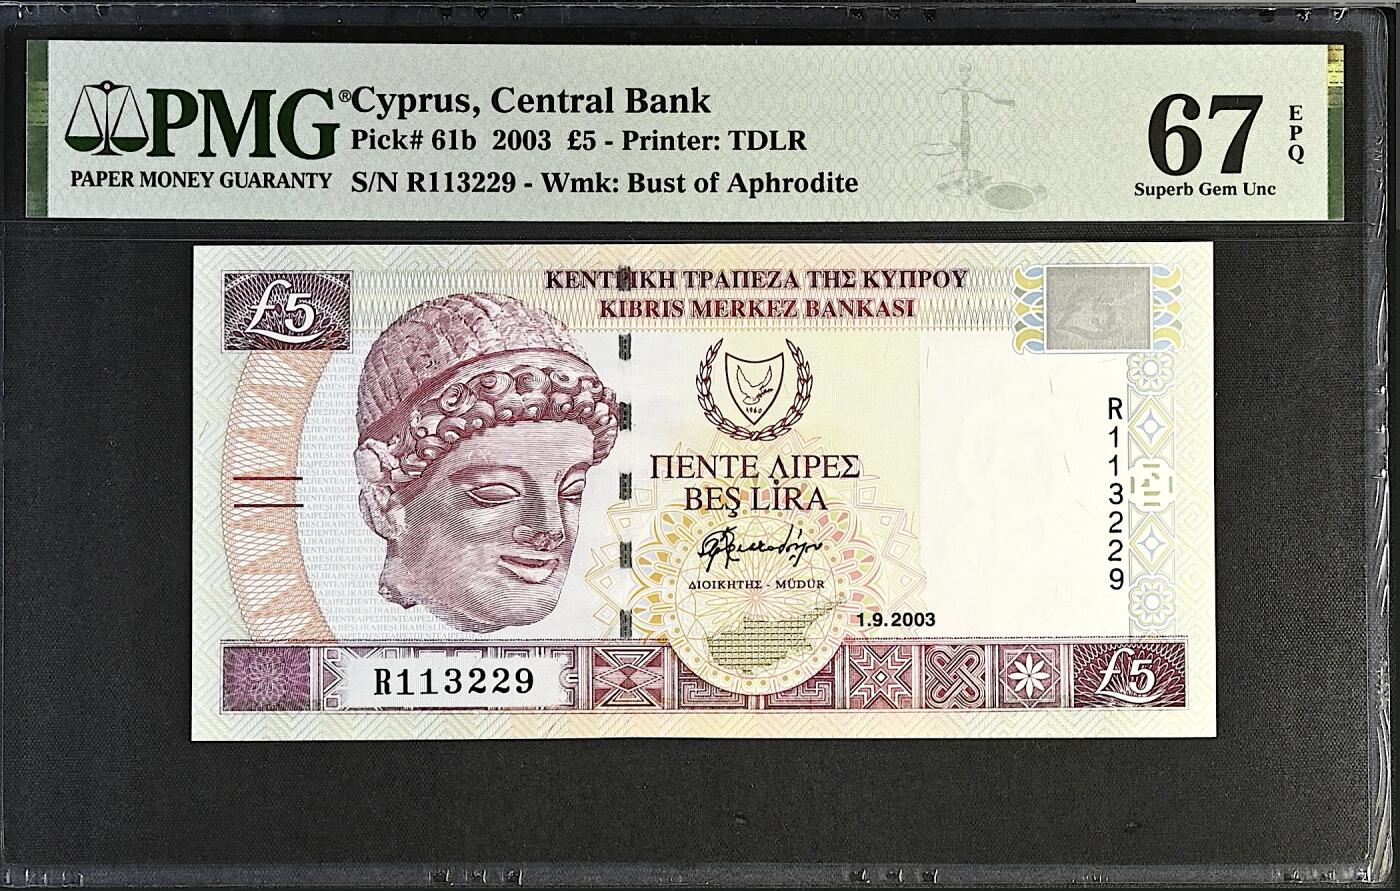 PMG®
PAPER MONEY GUARANTY
Cyprus, Central Bank
Pick# 61b 2003 £5 - Printer: TDLR
S/N R113229 - Wmk: Bust of Aphrodite
67
EPQ
Superb Gem Unc
£5
ΚΕΝΤΡΙΚΗ ΤΡΑΠΕΖΑ ΤΗΣ ΚΥΠΡΟΥ
KIBRIS MERKEZ BANKASI
£5
1960
R113229
ΠΕΝΤΕ ΛΙΡΕΣ
BEŞ LİRA
ΔΙΟΙΚΗΤΗΣ - MÜDÜR
1.9.2003
R113229
£5